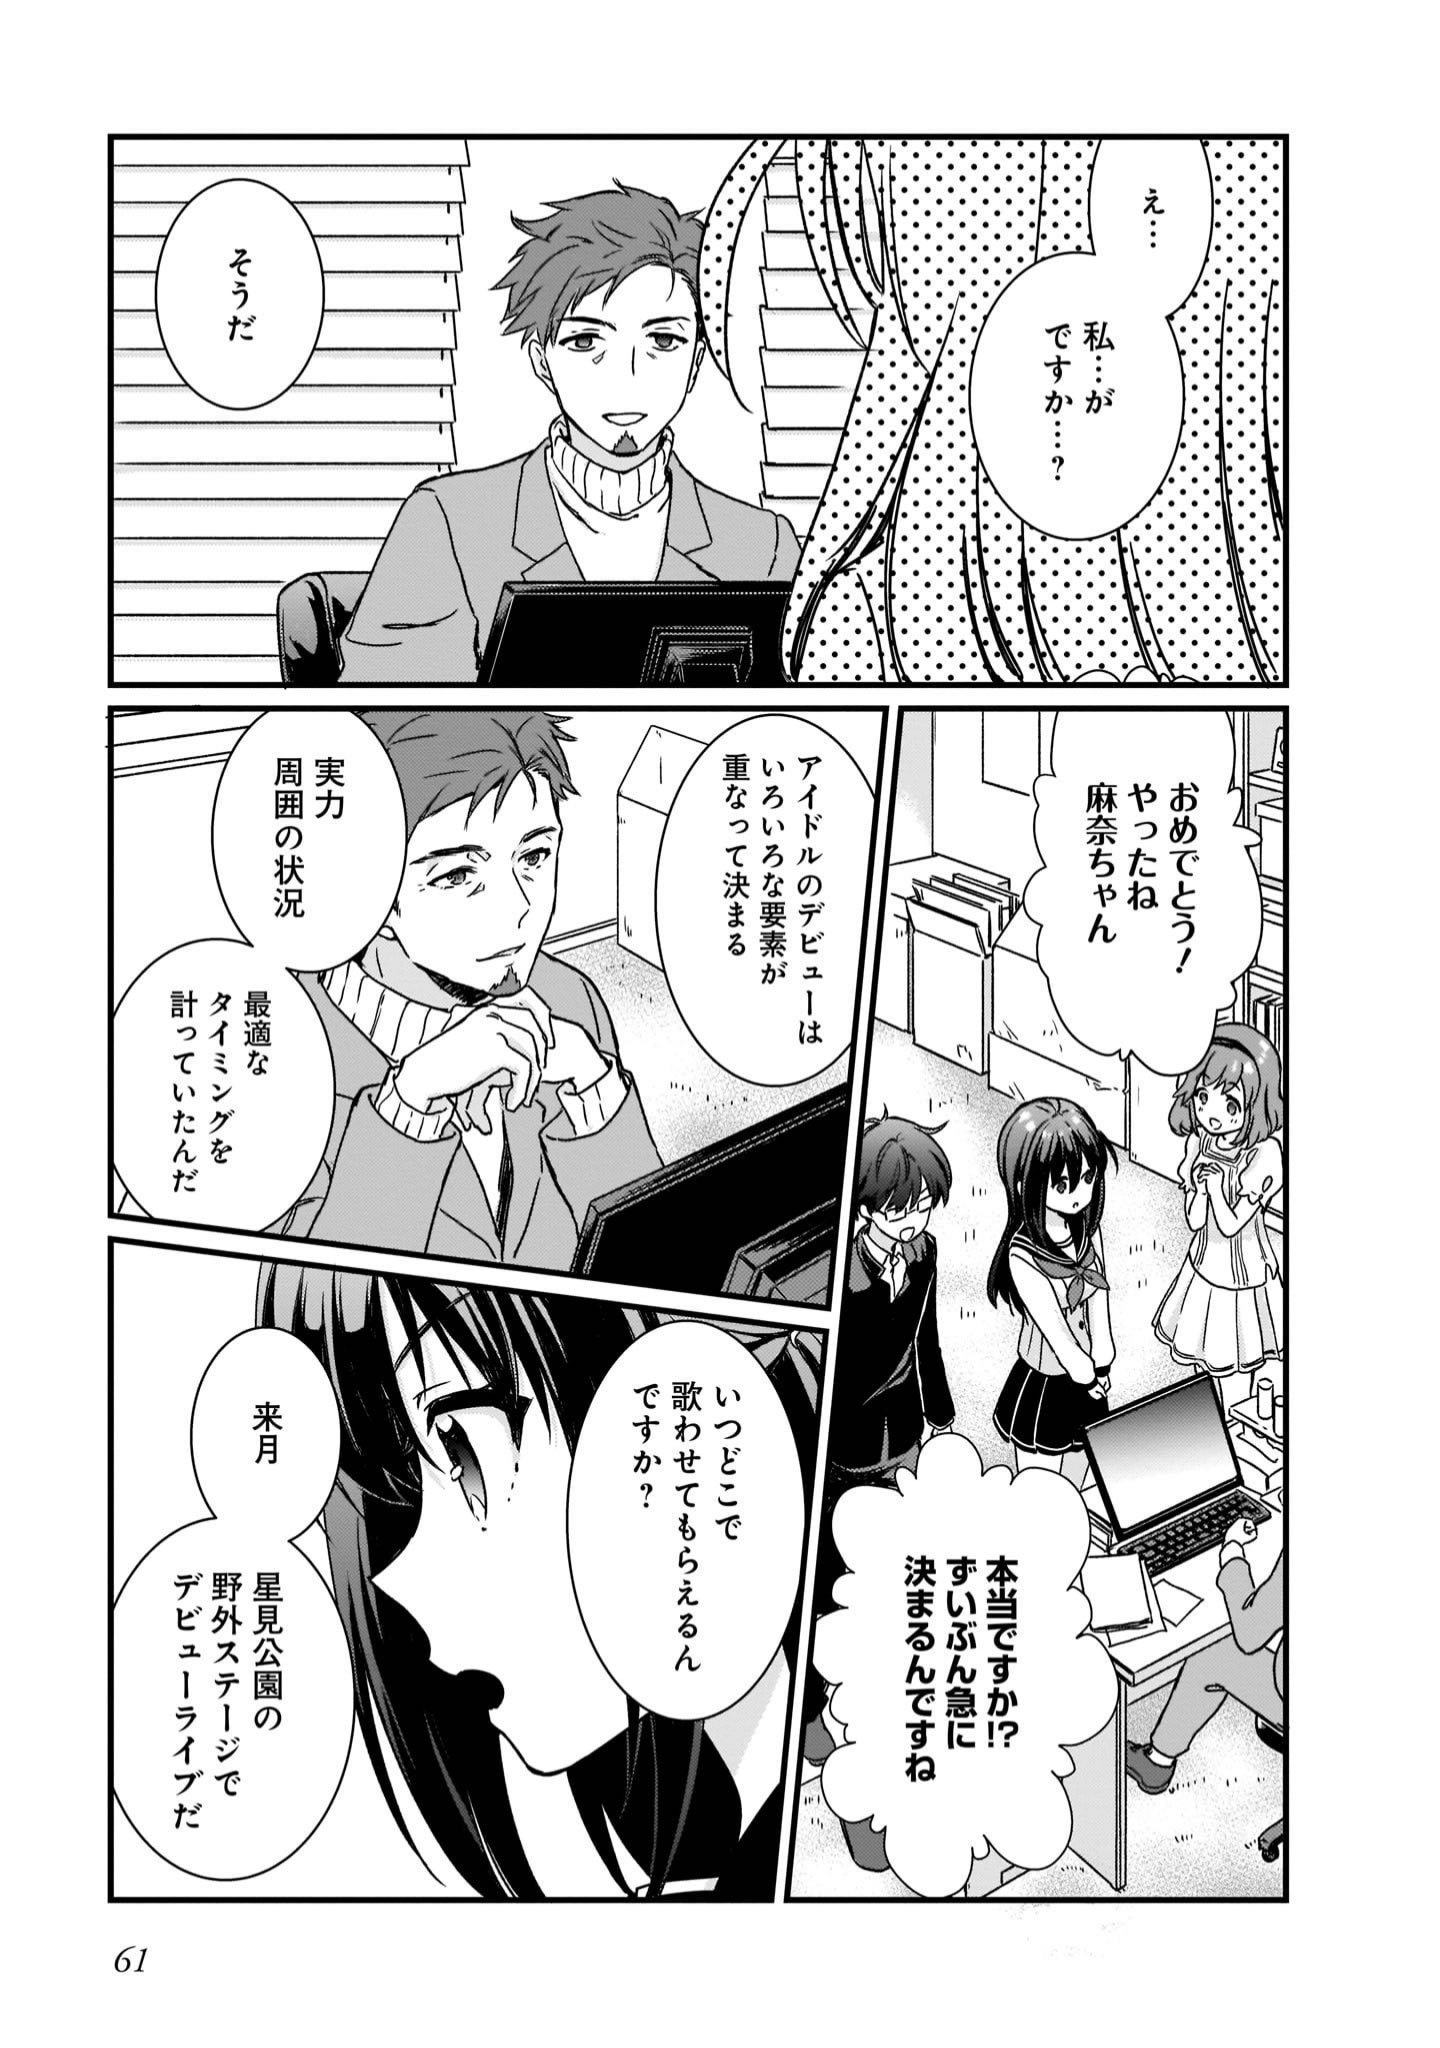 え…
私…が
ですか…？
そうだ
おめでとう！
やったね
麻奈ちゃん
本当ですか!?
ずいぶん急に
決まるんですね
アイドルのデビューは
いろいろな要素が
重なって決まる
実力
周囲の状況
最適な
タイミングを
計っていたんだ
いつどこで
歌わせてもらえるん
ですか？
来月
星見公園の
野外ステージで
デビューライブだ
61